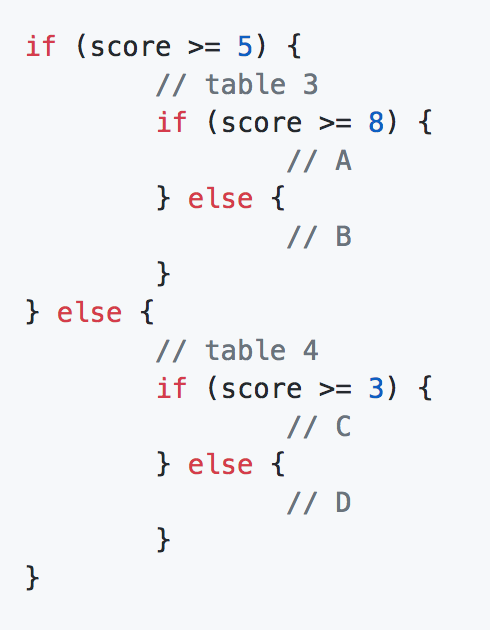 if (score >= 5) {
        // table 3
        if (score >= 8) {
                // A
        } else {
                // B
        }
} else {
        // table 4
        if (score >= 3) {
                // C
        } else {
                // D
        }
}